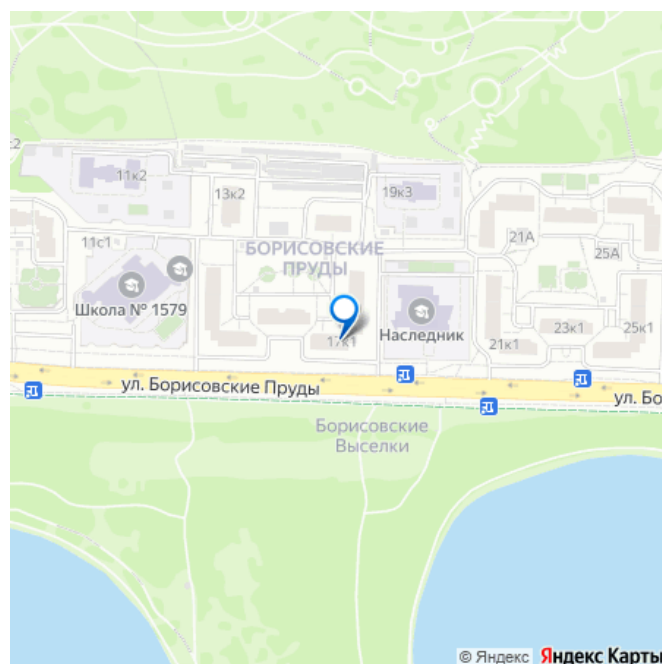 к2
11к2
13к2
19к3
11с1
БОРИСОВСКИЕ
ПРУДЫ
21А
25А
Школа № 1579
17к1
Наследник
21к1
23к1
25к1
ул. Борисовские Пруды
ул. Бо
Борисовские
Выселки
© Яндекс Яндекс Карты